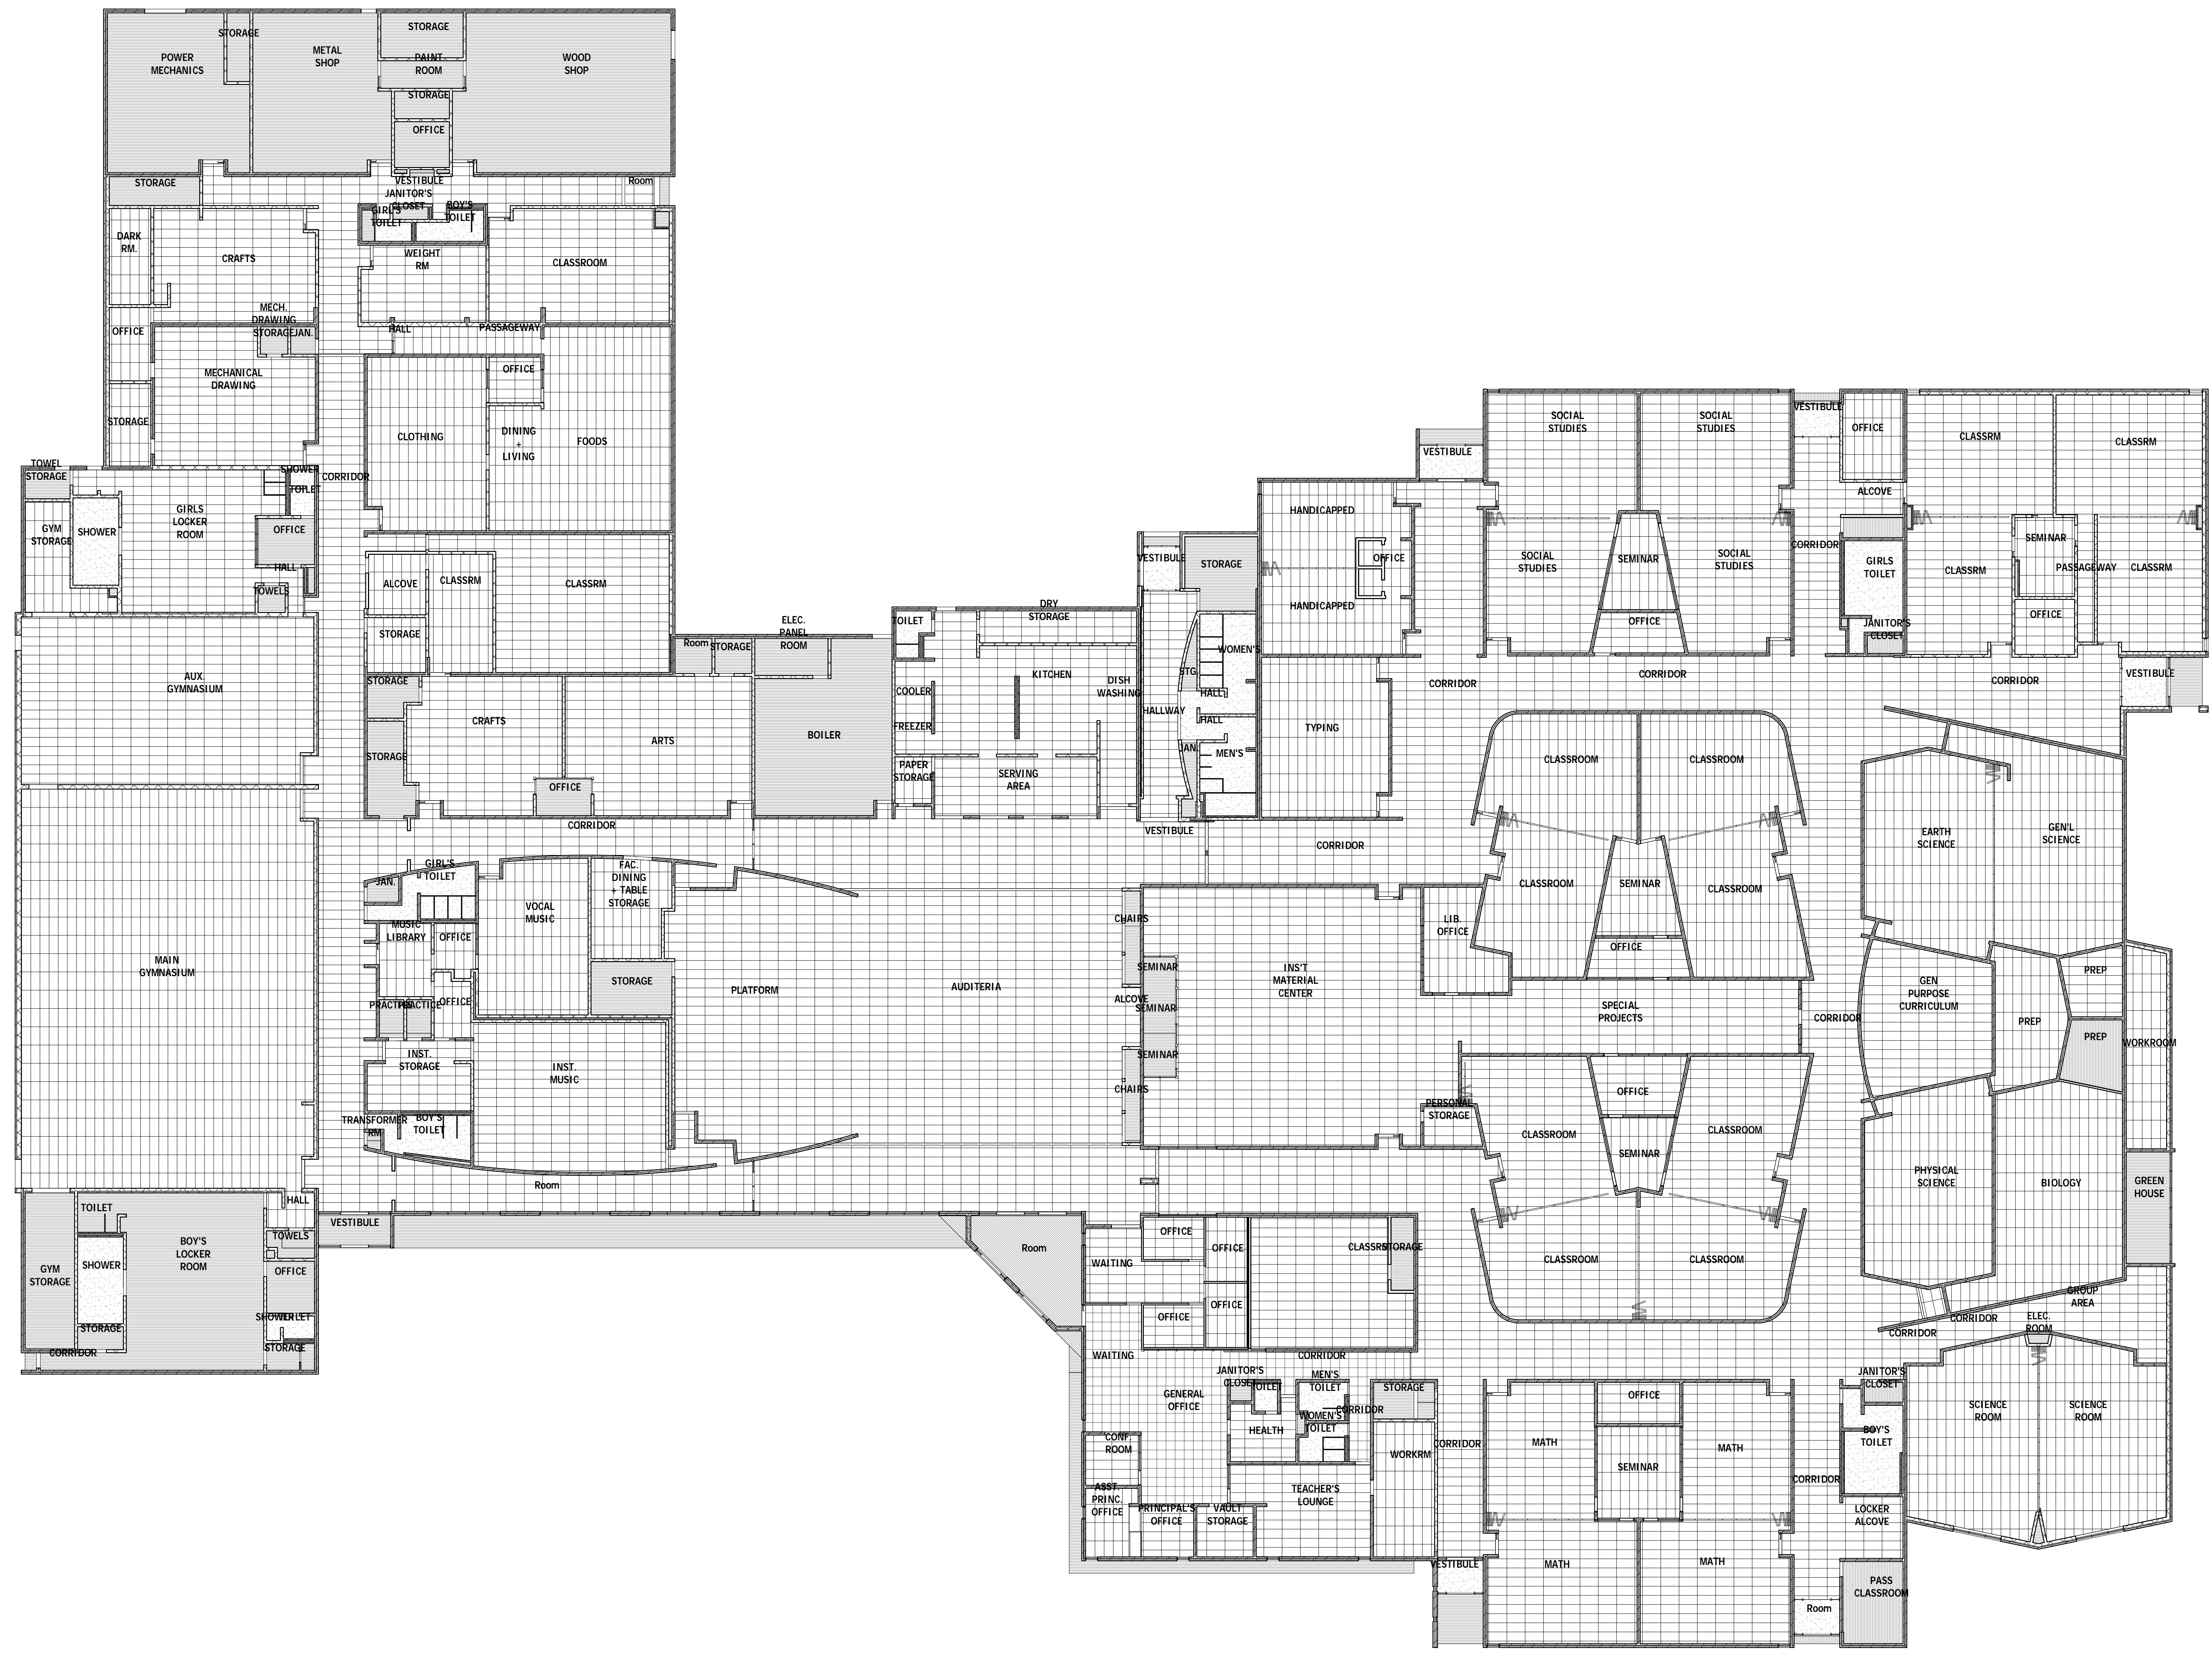 POWER
MECHANICS
STORAGE
METAL
SHOP
STORAGE
PAINT
ROOM
STORAGE
OFFICE
WOOD
SHOP
STORAGE
VESTIBULE
JANITOR'S
CLOSET
GIRL'S
TOILET
BOY'S
TOILET
Room
DARK
RM.
CRAFTS
WEIGHT
RM
CLASSROOM
OFFICE
MECH.
DRAWING
STORAGE
JAN.
HALL
PASSAGEWAY
MECHANICAL
DRAWING
STORAGE
CLOTHING
OFFICE
DINING
+
LIVING
FOODS
TOWEL
STORAGE
GYM
STORAGE
SHOWER
GIRLS
LOCKER
ROOM
SHOWER
TOILET
OFFICE
HALL
TOWELS
CORRIDOR
ALCOVE
CLASSRM
CLASSRM
STORAGE
AUX.
GYMNASIUM
STORAGE
STORAGE
CRAFTS
OFFICE
ARTS
Room
STORAGE
ELEC.
PANEL
ROOM
BOILER
TOILET
COOLER
FREEZER
PAPER
STORAGE
DRY
STORAGE
KITCHEN
DISH
WASHING
SERVING
AREA
VESTIBULE
STORAGE
WOMEN'S
STG.
HALL
HALLWAY
HALL
JAN.
MEN'S
VESTIBULE
HANDICAPPED
OFFICE
HANDICAPPED
TYPING
VESTIBULE
SOCIAL
STUDIES
SOCIAL
STUDIES
SOCIAL
STUDIES
SEMINAR
SOCIAL
STUDIES
OFFICE
VESTIBULE
OFFICE
ALCOVE
CORRIDOR
GIRLS
TOILET
JANITOR'S
CLOSET
CLASSRM
CLASSRM
SEMINAR
CLASSRM
PASSAGEWAY
CLASSRM
OFFICE
CORRIDOR
CORRIDOR
CORRIDOR
VESTIBULE
CORRIDOR
CORRIDOR
MAIN
GYMNASIUM
JAN.
GIRL'S
TOILET
MUSIC
LIBRARY
OFFICE
PRACTICE
PRACTICE
OFFICE
VOCAL
MUSIC
FAC.
DINING
+ TABLE
STORAGE
STORAGE
INST.
STORAGE
INST.
MUSIC
TRANSFORMER
RM
BOY'S
TOILET
Room
PLATFORM
AUDITERIA
CHAIRS
ALCOVE
CHAIRS
SEMINAR
SEMINAR
SEMINAR
INS'T
MATERIAL
CENTER
LIB.
OFFICE
PERSONAL
STORAGE
CLASSROOM
CLASSROOM
CLASSROOM
SEMINAR
CLASSROOM
OFFICE
SPECIAL
PROJECTS
CORRIDOR
OFFICE
CLASSROOM
SEMINAR
CLASSROOM
CLASSROOM
CLASSROOM
EARTH
SCIENCE
GEN'L
SCIENCE
GEN
PURPOSE
CURRICULUM
PREP
PREP
PREP
WORKROOM
PHYSICAL
SCIENCE
BIOLOGY
GREEN
HOUSE
GROUP
AREA
CORRIDOR
CORRIDOR
ELEC.
ROOM
SCIENCE
ROOM
SCIENCE
ROOM
GYM
STORAGE
TOILET
SHOWER
STORAGE
CORRIDOR
BOY'S
LOCKER
ROOM
HALL
TOWELS
OFFICE
SHOWER
TOILET
STORAGE
VESTIBULE
Room
WAITING
OFFICE
OFFICE
OFFICE
OFFICE
CLASSRM
STORAGE
WAITING
CORRIDOR
GENERAL
OFFICE
JANITOR'S
CLOSET
TOILET
MEN'S
TOILET
CORRIDOR
WOMEN'S
TOILET
HEALTH
STORAGE
CONF.
ROOM
ASST.
PRINC.
OFFICE
PRINCIPAL'S
OFFICE
VAULT
STORAGE
TEACHER'S
LOUNGE
WORKRM
CORRIDOR
VESTIBULE
MATH
OFFICE
SEMINAR
MATH
MATH
MATH
CORRIDOR
JANITOR'S
CLOSET
BOY'S
TOILET
LOCKER
ALCOVE
PASS
CLASSROOM
Room